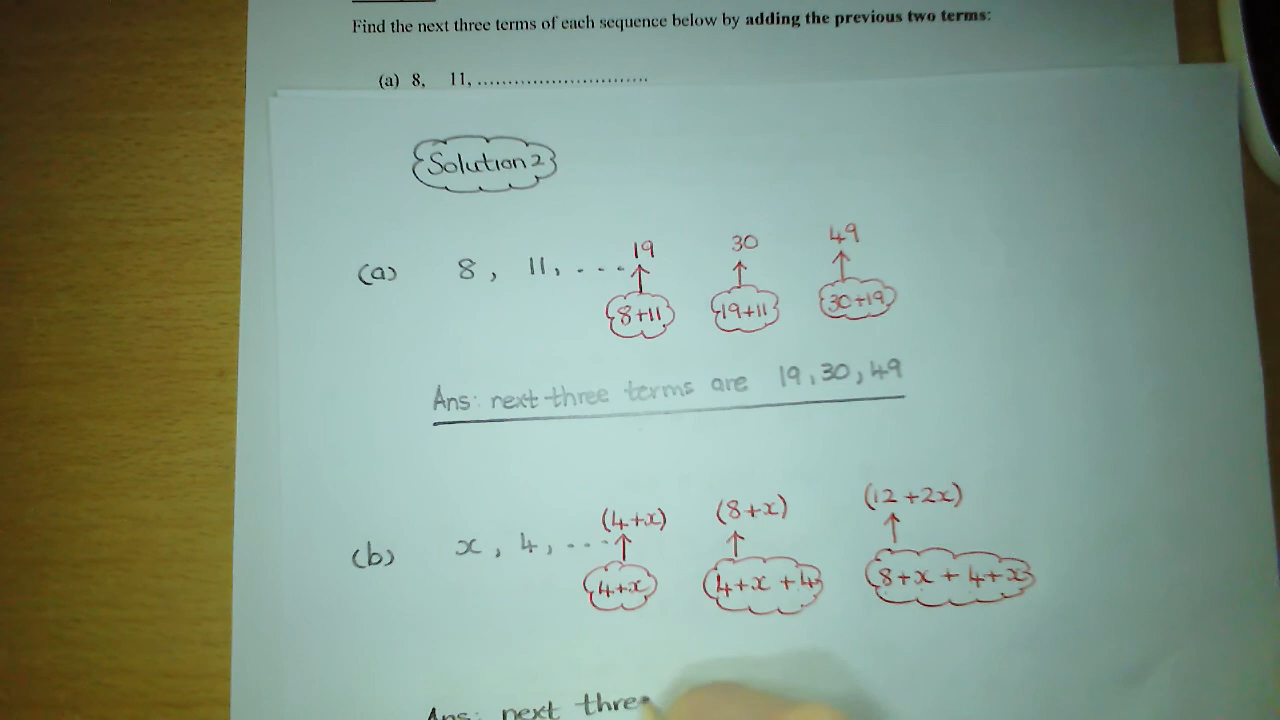 Find the next three terms of each sequence below by adding the previous two terms:
(a) 8, 11, ............................
Solution 2
19 30 49
(a) 8, 11, ...
8+11 19+11 30+19
Ans: next three terms are 19, 30, 49
(4+x) (8+x) (12+2x)
(b) x, 4, ...
4+x 4+x+4 8+x+4+x
Ans: next three